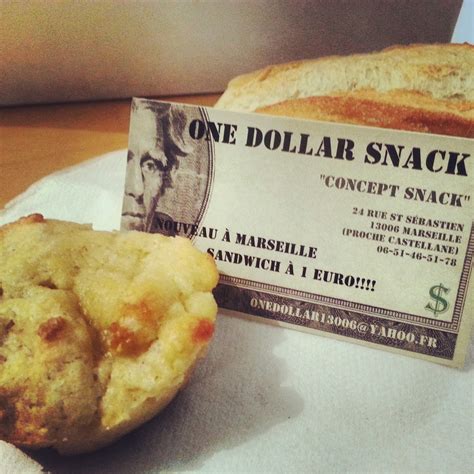 ONE DOLLAR SNACK
"CONCEPT SNACK"
24 RUE ST SÉBASTIEN
13006 MARSEILLE
(PROCHE CASTELLANE)
06-51-46-51-78
NOUVEAU À MARSEILLE
SANDWICH À 1 EURO!!!!
$
ONEDOLLAR13006@YAHOO.FR